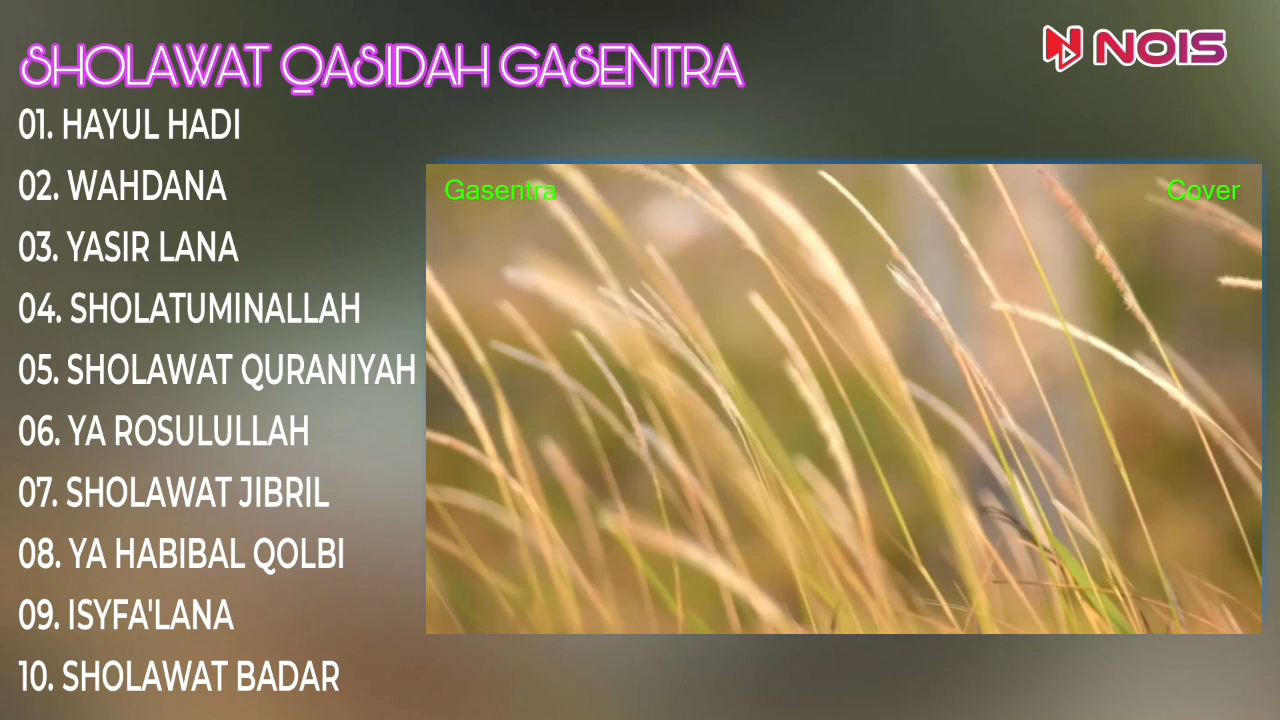 SHOLAWAT QASIDAH GASENTRA
NOIS
01. HAYUL HADI
02. WAHDANA
03. YASIR LANA
04. SHOLATUMINALLAH
05. SHOLAWAT QURANIYAH
06. YA ROSULULLAH
07. SHOLAWAT JIBRIL
08. YA HABIBAL QOLBI
09. ISYFA'LANA
10. SHOLAWAT BADAR
Gasentra
Cover